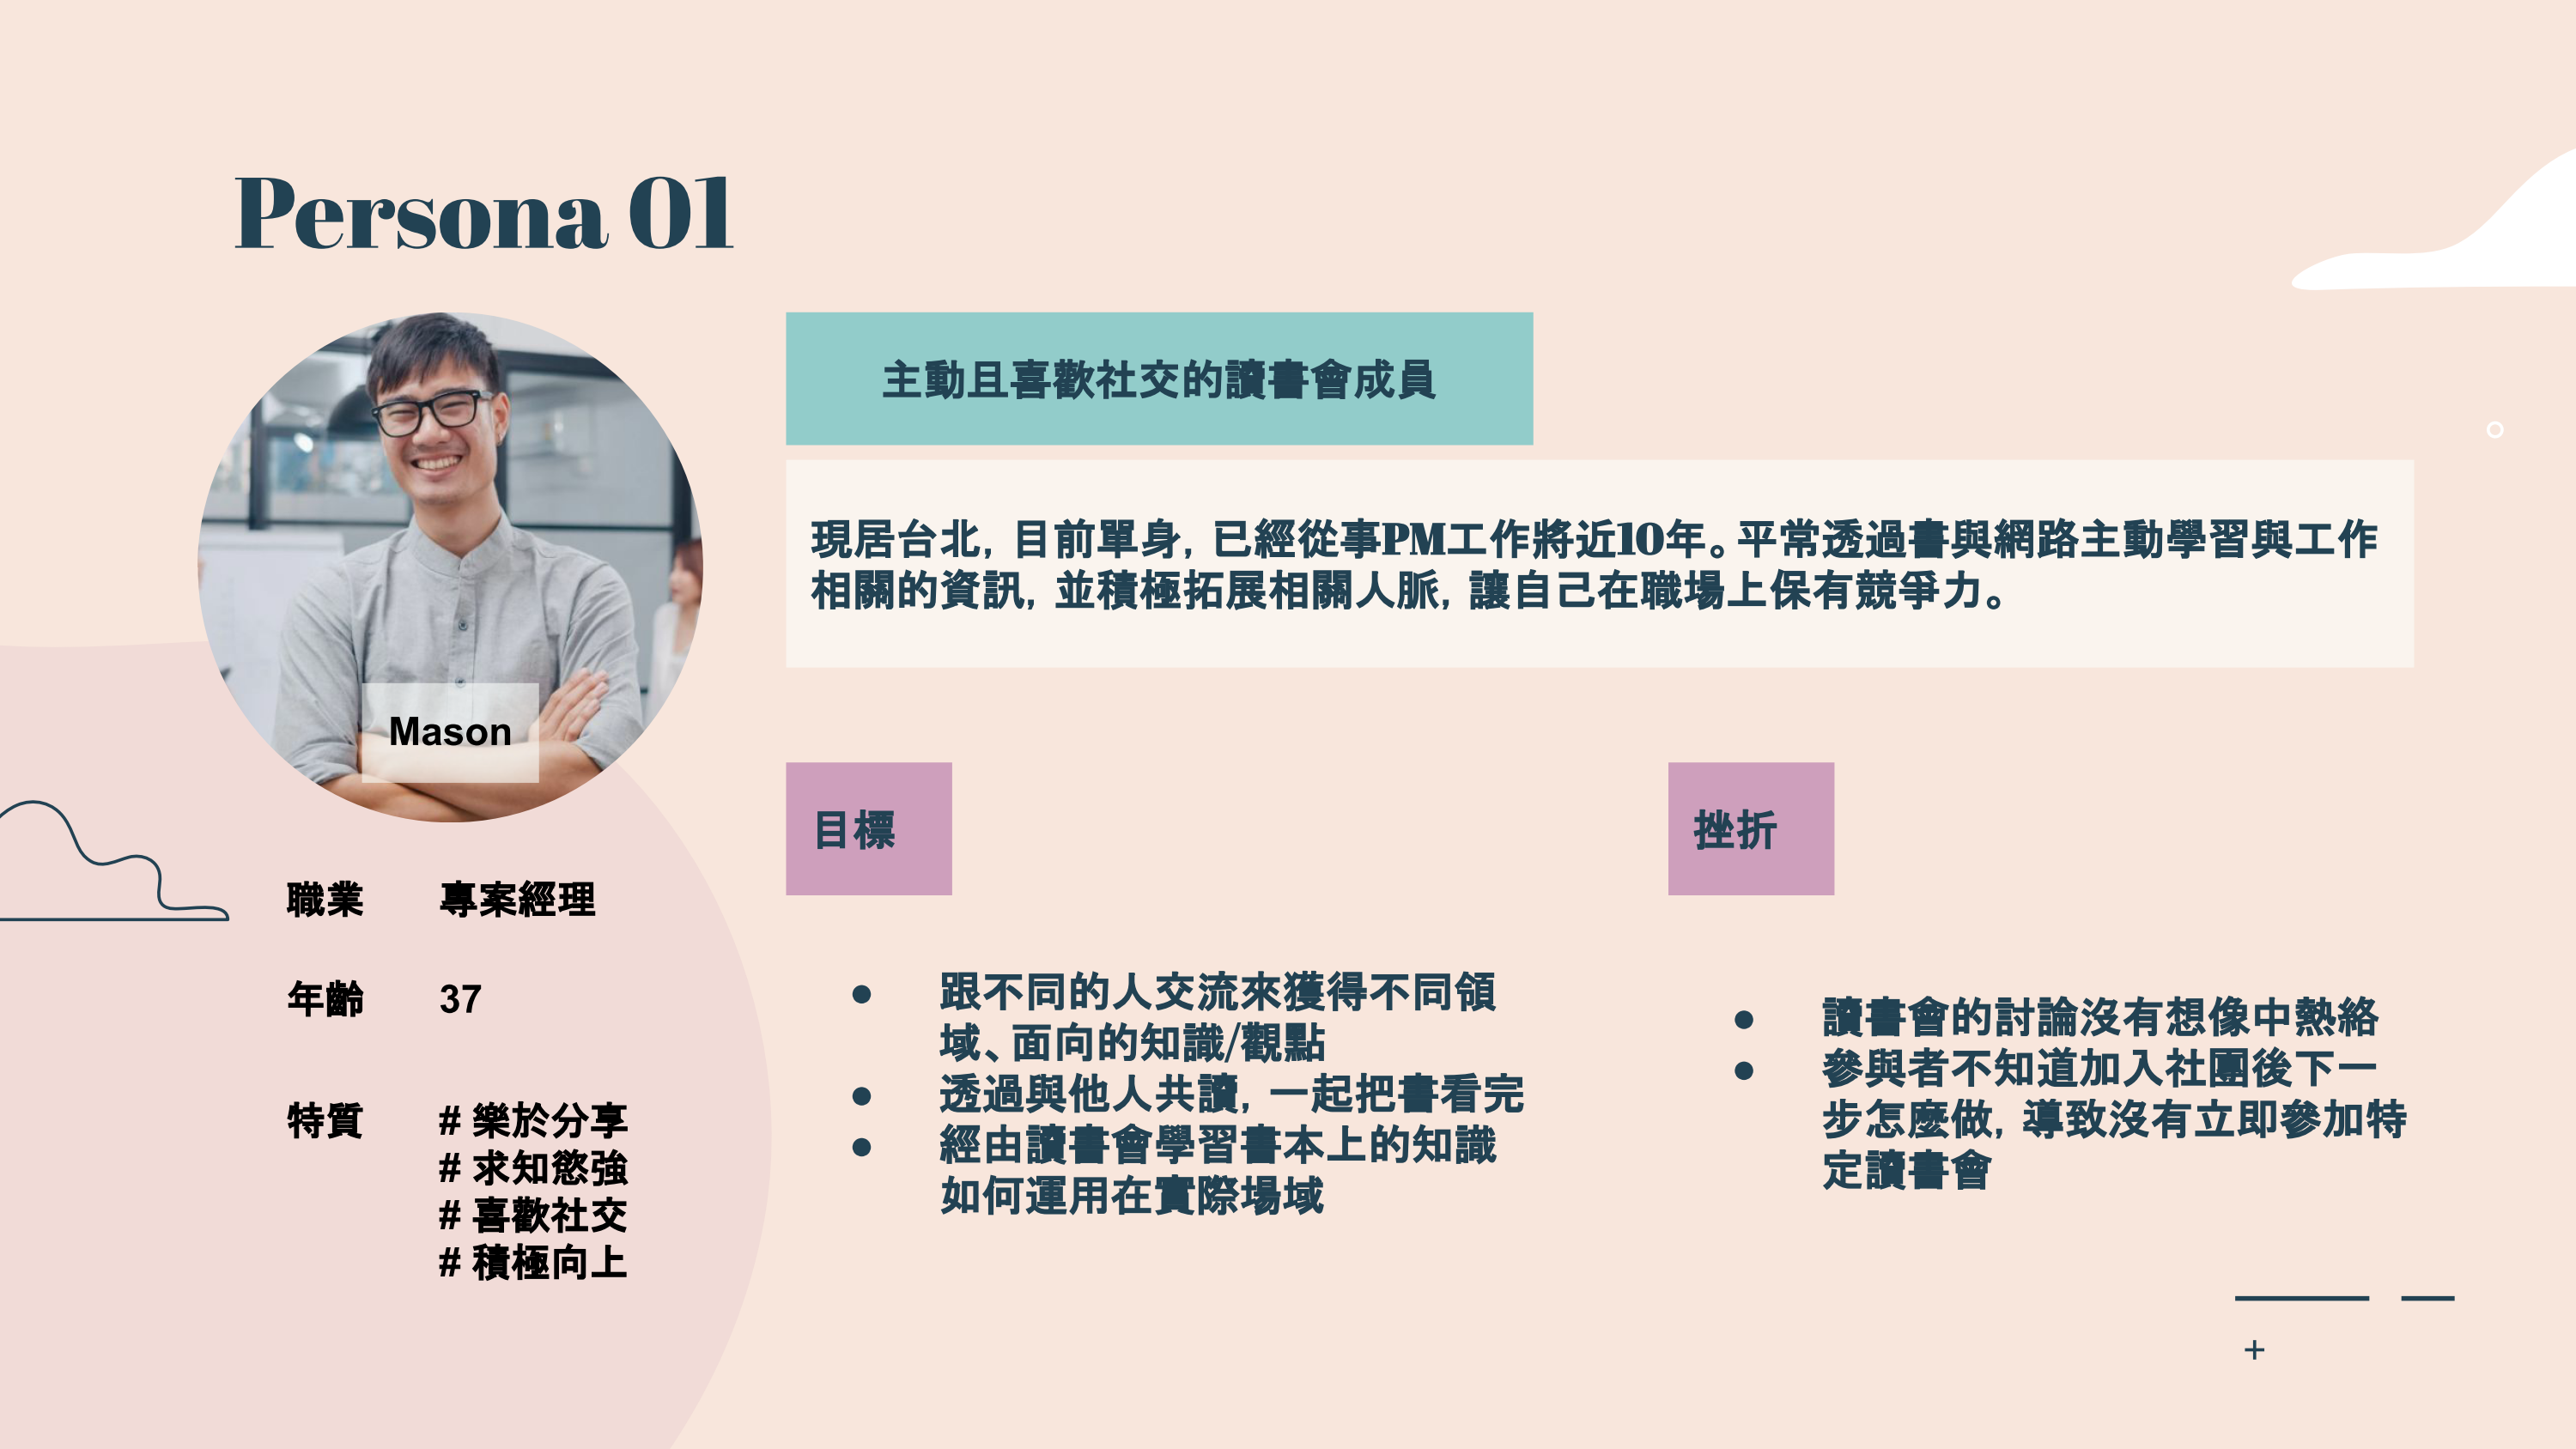 Persona 01
主動且喜歡社交的讀書會成員
現居台北，目前單身，已經從事PM工作將近10年。平常透過書與網路主動學習與工作
相關的資訊，並積極拓展相關人脈，讓自己在職場上保有競爭力。
Mason
職業 專案經理
年齡 37
特質 # 樂於分享
# 求知慾強
# 喜歡社交
# 積極向上
目標
跟不同的人交流來獲得不同領
域、面向的知識/觀點
透過與他人共讀，一起把書看完
經由讀書會學習書本上的知識
如何運用在實際場域
挫折
讀書會的討論沒有想像中熱絡
參與者不知道加入社團後下一
步怎麼做，導致沒有立即參加特
定讀書會